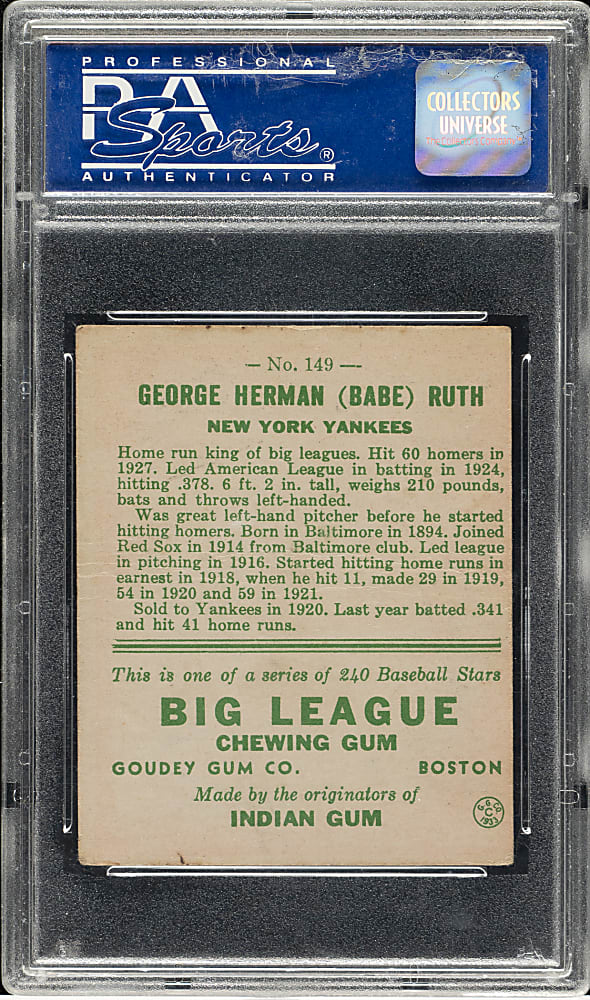 PROFESSIONAL
PSA
Sports®
AUTHENTICATOR
COLLECTORS
UNIVERSE
— No. 149 —
GEORGE HERMAN (BABE) RUTH
NEW YORK YANKEES
Home run king of big leagues. Hit 60 homers in
1927. Led American League in batting in 1924,
hitting .378. 6 ft. 2 in. tall, weighs 210 pounds,
bats and throws left-handed.
Was great left-hand pitcher before he started
hitting homers. Born in Baltimore in 1894. Joined
Red Sox in 1914 from Baltimore club. Led league
in pitching in 1916. Started hitting home runs in
earnest in 1918, when he hit 11, made 29 in 1919,
54 in 1920 and 59 in 1921.
Sold to Yankees in 1920. Last year batted .341
and hit 41 home runs.
This is one of a series of 240 Baseball Stars
BIG LEAGUE
CHEWING GUM
GOUDEY GUM CO. BOSTON
Made by the originators of
INDIAN GUM
G.G.CO.
C
1933